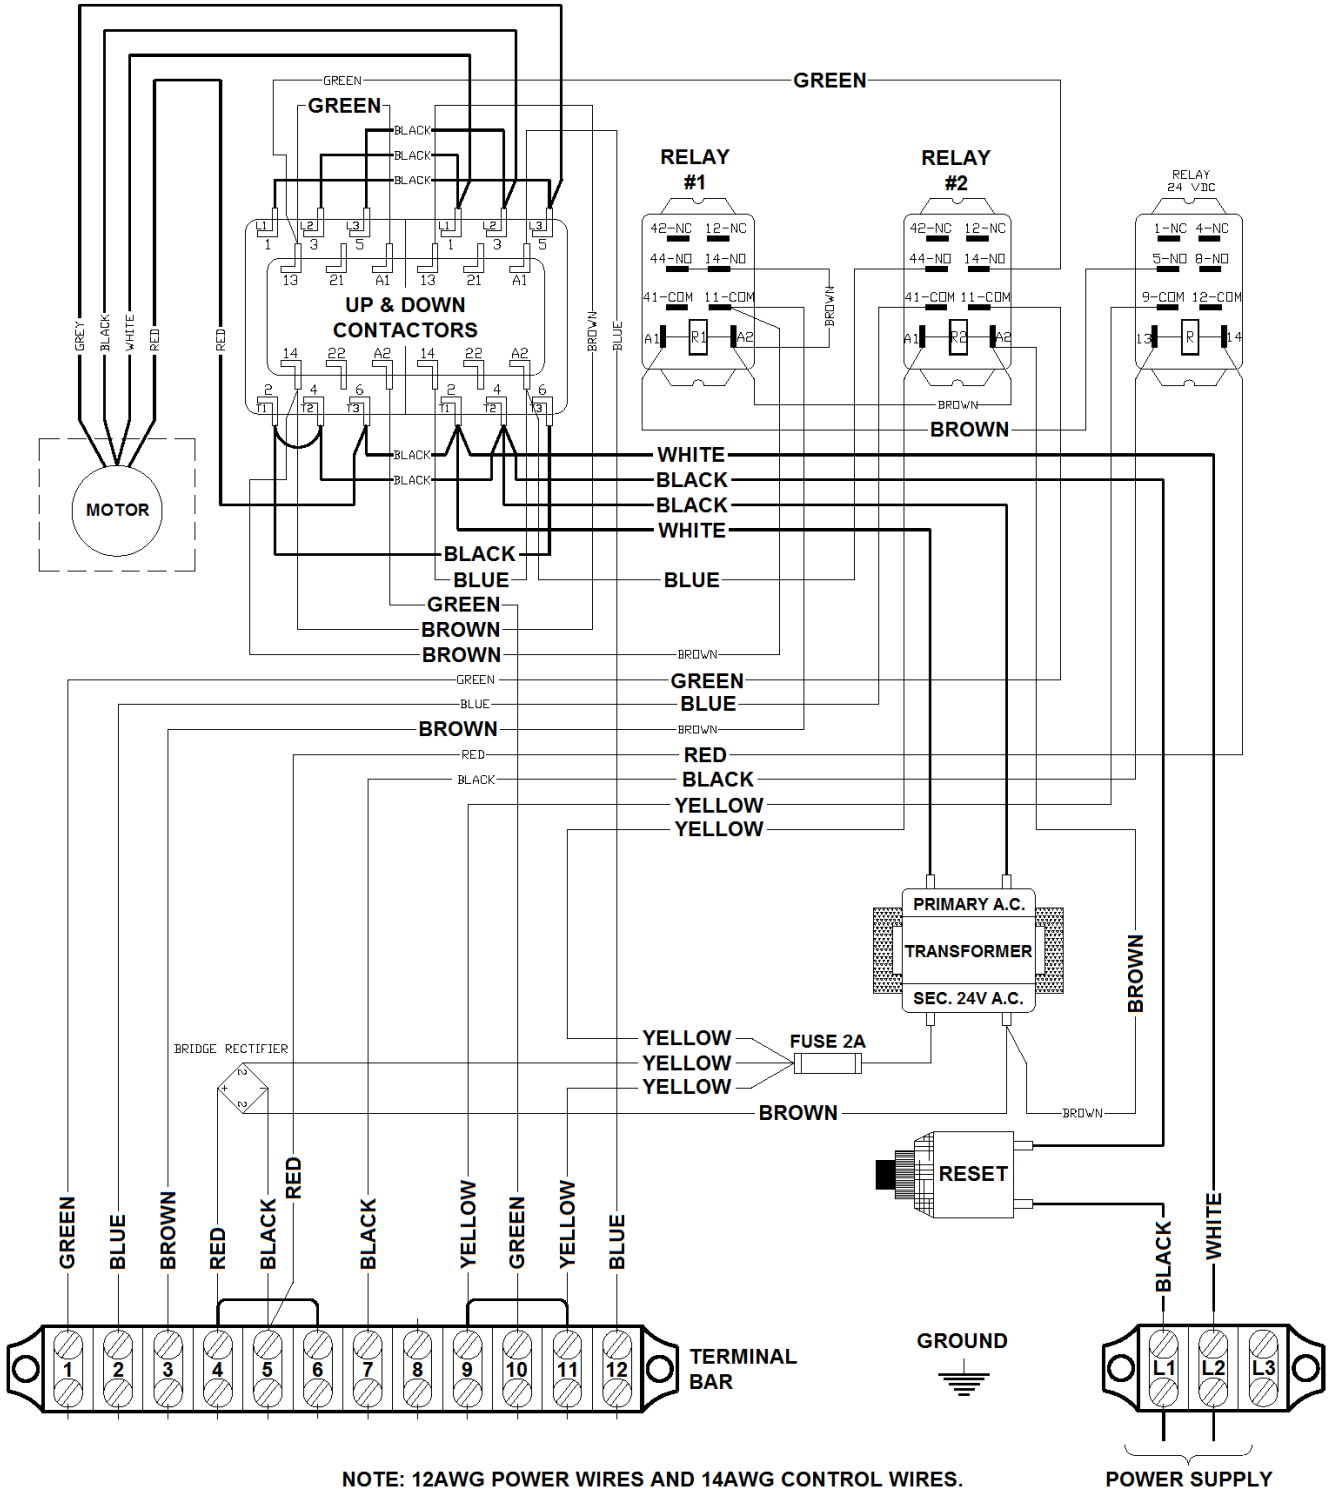 GREEN
GREEN
GREEN
BLACK
BLACK
BLACK
RELAY
#1
RELAY
#2
RELAY
24 VDC
L1 L2 L3 L1 L2 L3
1 3 5 1 3 5
13 21 A1 13 21 A1
UP & DOWN
CONTACTORS
14 22 A2 14 22 A2
2 4 6 2 4 6
T1 T2 T3 T1 T2 T3
42-NC 12-NC
44-NO 14-NO
41-COM 11-COM
A1 R1 A2
BROWN
42-NC 12-NC
44-NO 14-NO
41-COM 11-COM
A1 R2 A2
1-NC 4-NC
5-NO 8-NO
9-COM 12-COM
13 R 14
GREY
BLACK
WHITE
RED
RED
BROWN
BLUE
BROWN
BROWN
MOTOR
BLACK
BLACK
WHITE
BLACK
BLACK
WHITE
BLACK
BLUE
BLUE
GREEN
BROWN
BROWN
BROWN
GREEN
GREEN
BLUE
BLUE
BROWN
BROWN
RED
RED
BLACK
BLACK
YELLOW
YELLOW
PRIMARY A.C.
TRANSFORMER
SEC. 24V A.C.
BROWN
YELLOW
YELLOW
YELLOW
FUSE 2A
BRIDGE RECTIFIER
2
+ -
2
BROWN
BROWN
RESET
GREEN
BLUE
BROWN
RED
BLACK
RED
BLACK
YELLOW
GREEN
YELLOW
BLUE
BLACK
WHITE
1 2 3 4 5 6 7 8 9 10 11 12
TERMINAL
BAR
GROUND
L1 L2 L3
NOTE: 12AWG POWER WIRES AND 14AWG CONTROL WIRES.
POWER SUPPLY